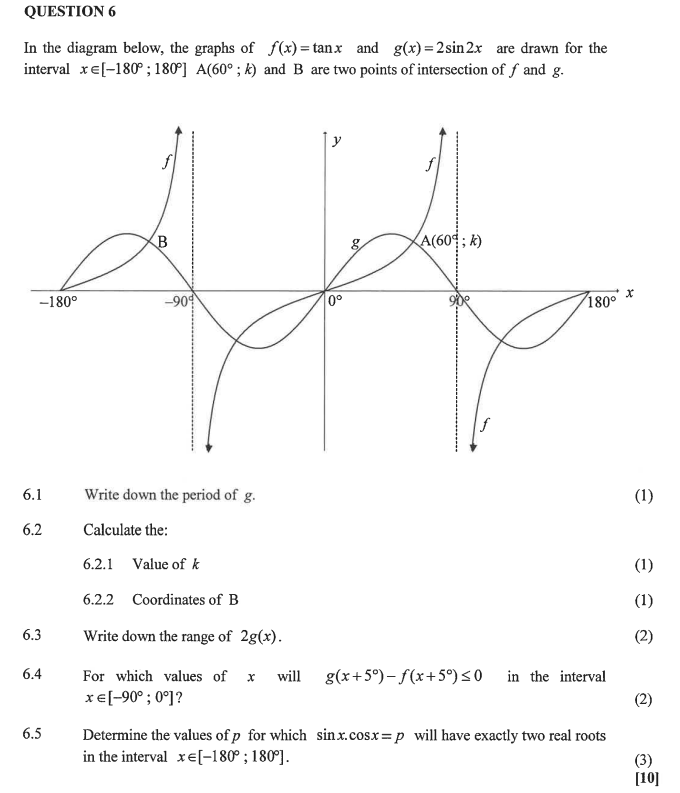 QUESTION 6
In the diagram below, the graphs of f(x) = tan x and g(x) = 2 sin 2x are drawn for the
interval x ∈ [−180° ; 180°] A(60° ; k) and B are two points of intersection of f and g.
y
f
f
B
g
A(60° ; k)
−180°
−90°
0°
90°
180°
x
f
6.1 Write down the period of g. (1)
6.2 Calculate the:
6.2.1 Value of k (1)
6.2.2 Coordinates of B (1)
6.3 Write down the range of 2g(x). (2)
6.4 For which values of x will g(x+5°) − f(x+5°) ≤ 0 in the interval
x ∈ [−90° ; 0°]? (2)
6.5 Determine the values of p for which sin x.cos x = p will have exactly two real roots
in the interval x ∈ [−180° ; 180°]. (3)
[10]